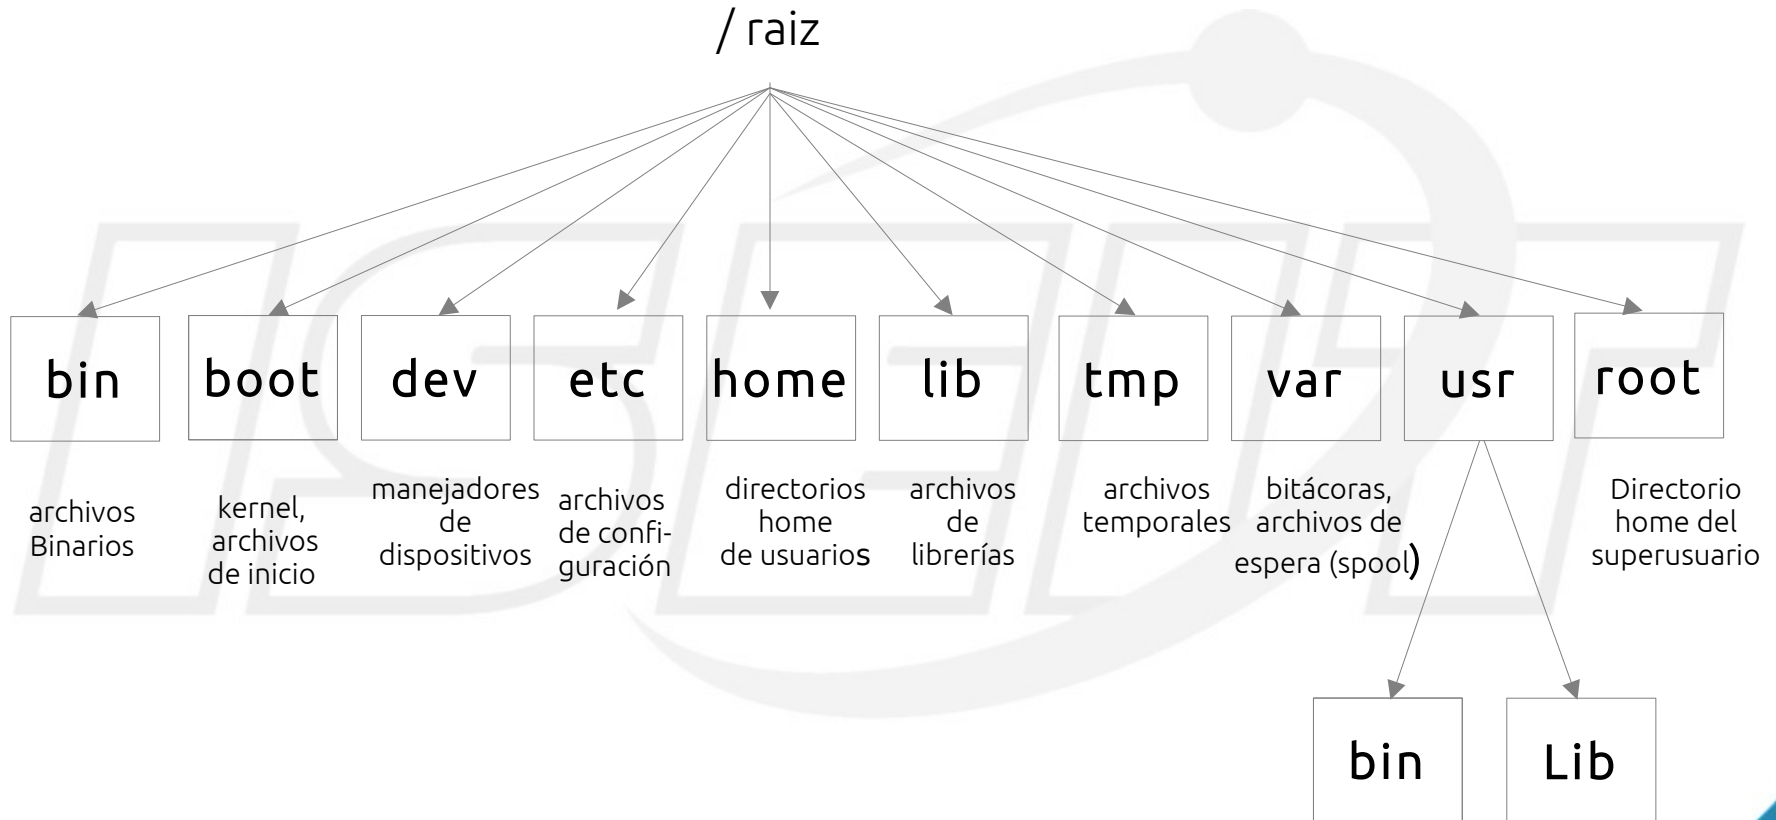 / raiz
bin
boot
dev
etc
home
lib
tmp
var
usr
root
archivos
Binarios
kernel,
archivos
de inicio
manejadores
de
dispositivos
archivos
de confi-
guración
directorios
home
de usuarios
archivos
de
librerías
archivos
temporales
bitácoras,
archivos de
espera (spool)
Directorio
home del
superusuario
bin
Lib